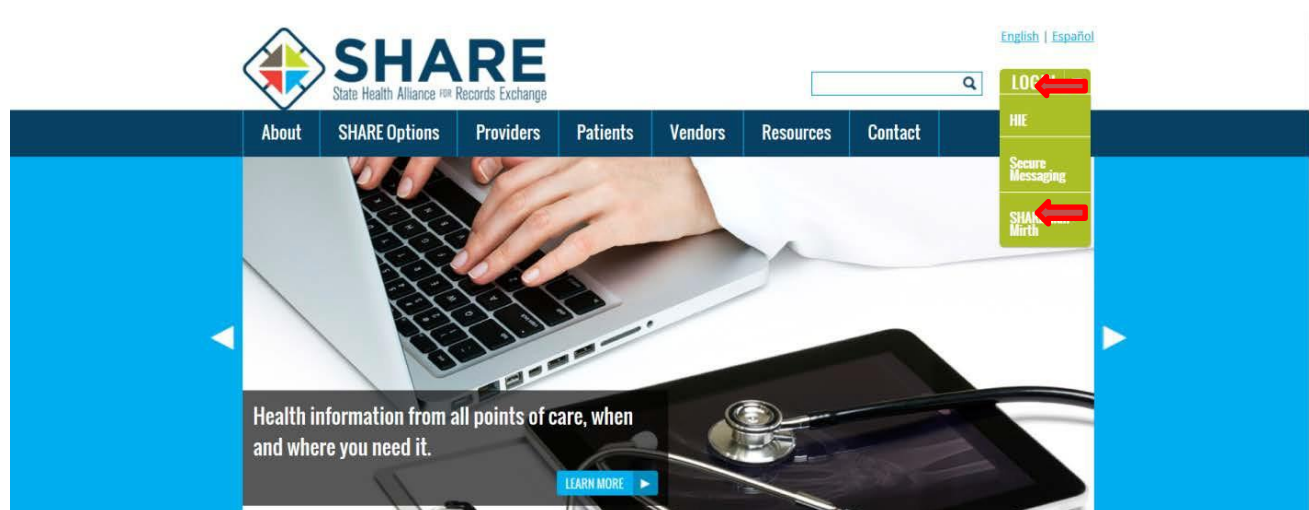 English | Español
SHARE
State Health Alliance FOR Records Exchange
HIE
About SHARE Options Providers Patients Vendors Resources Contact
Secure
Messaging
Mirth
Health information from all points of care, when
and where you need it.
LEARN MORE